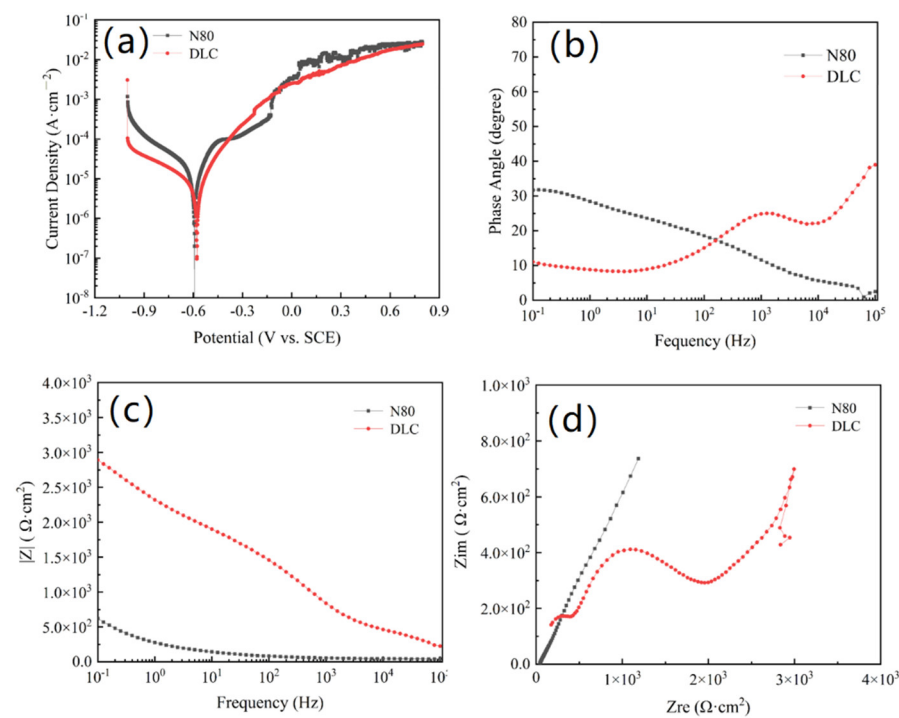 (a)
N80
DLC
10⁻¹
10⁻²
10⁻³
10⁻⁴
10⁻⁵
10⁻⁶
10⁻⁷
10⁻⁸
Current Density (A·cm⁻²)
-1.2 -0.9 -0.6 -0.3 0.0 0.3 0.6 0.9
Potential (V vs. SCE)
(b)
N80
DLC
80
70
60
50
40
30
20
10
0
Phase Angle (degree)
10⁻¹ 10⁰ 10¹ 10² 10³ 10⁴ 10⁵
Fequency (Hz)
(c)
N80
DLC
4.0×10³
3.5×10³
3.0×10³
2.5×10³
2.0×10³
1.5×10³
1.0×10³
5.0×10²
0.0
|Z| ( Ω·cm²)
10⁻¹ 10⁰ 10¹ 10² 10³ 10⁴
Frequency (Hz)
(d)
N80
DLC
1.0×10³
8.0×10²
6.0×10²
4.0×10²
2.0×10²
0.0
Zim ( Ω·cm²)
0 1×10³ 2×10³ 3×10³ 4×10³
Zre (Ω·cm²)